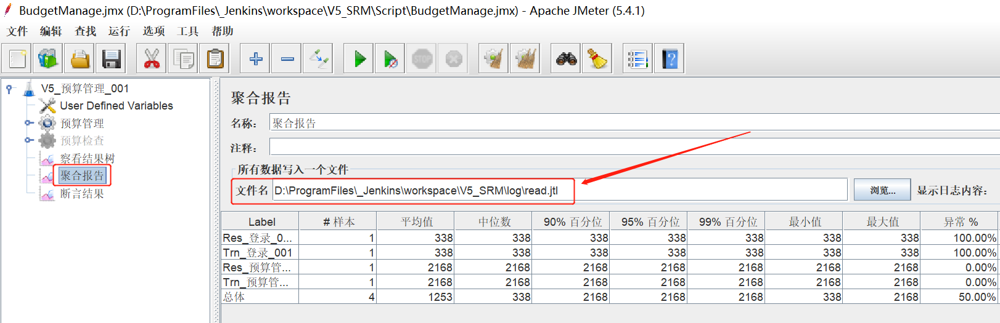 BudgetManage.jmx (D:\ProgramFiles\_Jenkins\workspace\V5_SRM\Script\BudgetManage.jmx) - Apache JMeter (5.4.1)
文件 编辑 查找 运行 选项 工具 帮助
STOP
?
V5_预算管理_001
User Defined Variables
预算管理
预算检查
察看结果树
聚合报告
断言结果
聚合报告
名称： 聚合报告
注释：
所有数据写入一个文件
文件名 D:\ProgramFiles\_Jenkins\workspace\V5_SRM\log\read.jtl 浏览... 显示日志内容：
Label # 样本 平均值 中位数 90% 百分位 95% 百分位 99% 百分位 最小值 最大值 异常 %
Res_登录_0... 1 338 338 338 338 338 338 338 100.00%
Trn_登录_001 1 338 338 338 338 338 338 338 100.00%
Res_预算管... 1 2168 2168 2168 2168 2168 2168 2168 0.00%
Trn_预算管... 1 2168 2168 2168 2168 2168 2168 2168 0.00%
总体 4 1253 338 2168 2168 2168 338 2168 50.00%